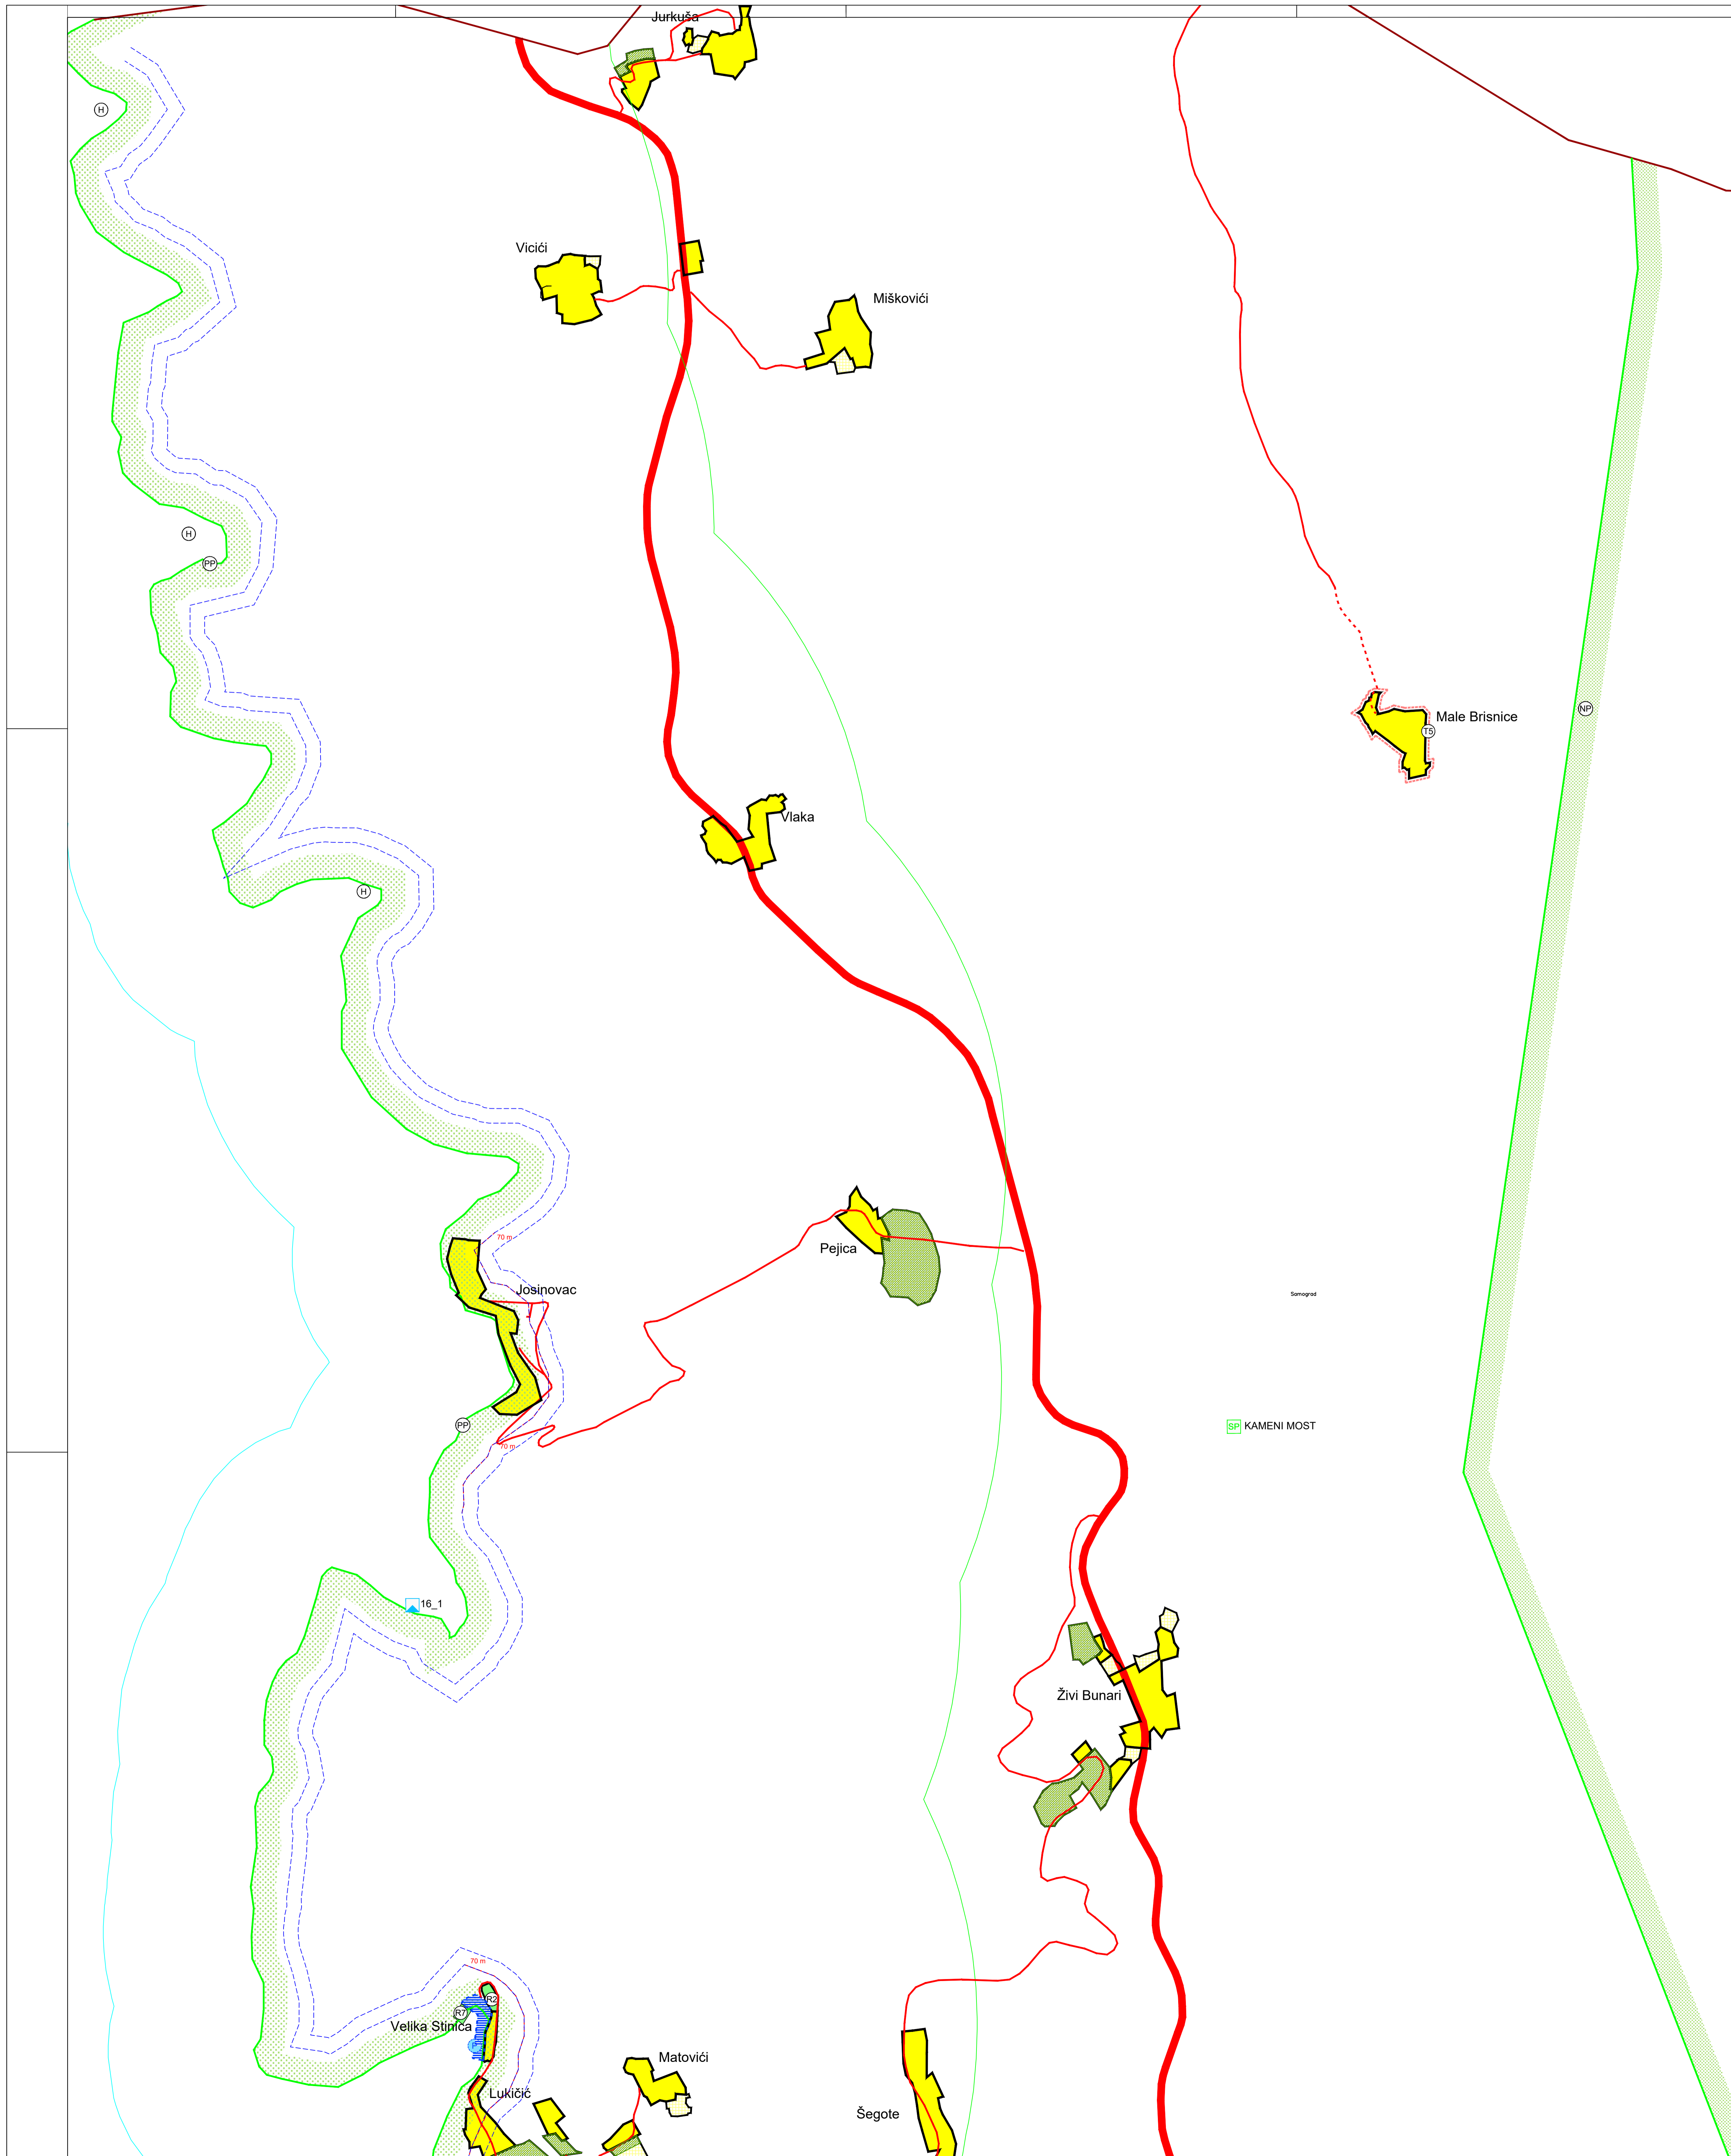 Jurkuša
H
Vicići
Miškovići
H
PP
Male Brisnice
NP
T5
Vlaka
H
70 m
Pejica
Josinovac
Samograd
PP
SP KAMENI MOST
70 m
16_1
Živi Bunari
70 m
R2
R7
Velika Stinica
P
Matovići
Lukičić
Šegote